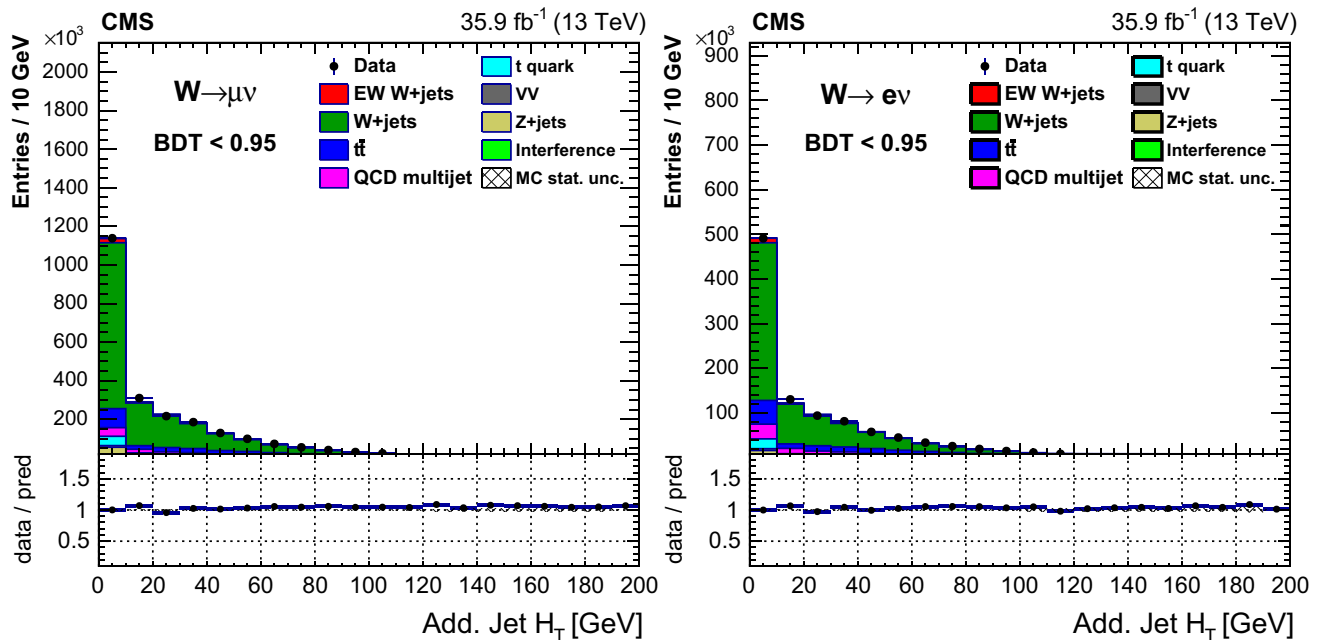 CMS 35.9 fb⁻¹ (13 TeV)
×10³
Entries / 10 GeV
2000
1800
1600
1400
1200
1000
800
600
400
200
W→μν
BDT < 0.95
Data
EW W+jets
W+jets
tt̄
QCD multijet
t quark
VV
Z+jets
Interference
MC stat. unc.
data / pred
1.5
1
0.5
0 20 40 60 80 100 120 140 160 180 200
Add. Jet H_T [GeV]
CMS 35.9 fb⁻¹ (13 TeV)
×10³
Entries / 10 GeV
900
800
700
600
500
400
300
200
100
W→ eν
BDT < 0.95
Data
EW W+jets
W+jets
tt̄
QCD multijet
t quark
VV
Z+jets
Interference
MC stat. unc.
data / pred
1.5
1
0.5
0 20 40 60 80 100 120 140 160 180 200
Add. Jet H_T [GeV]